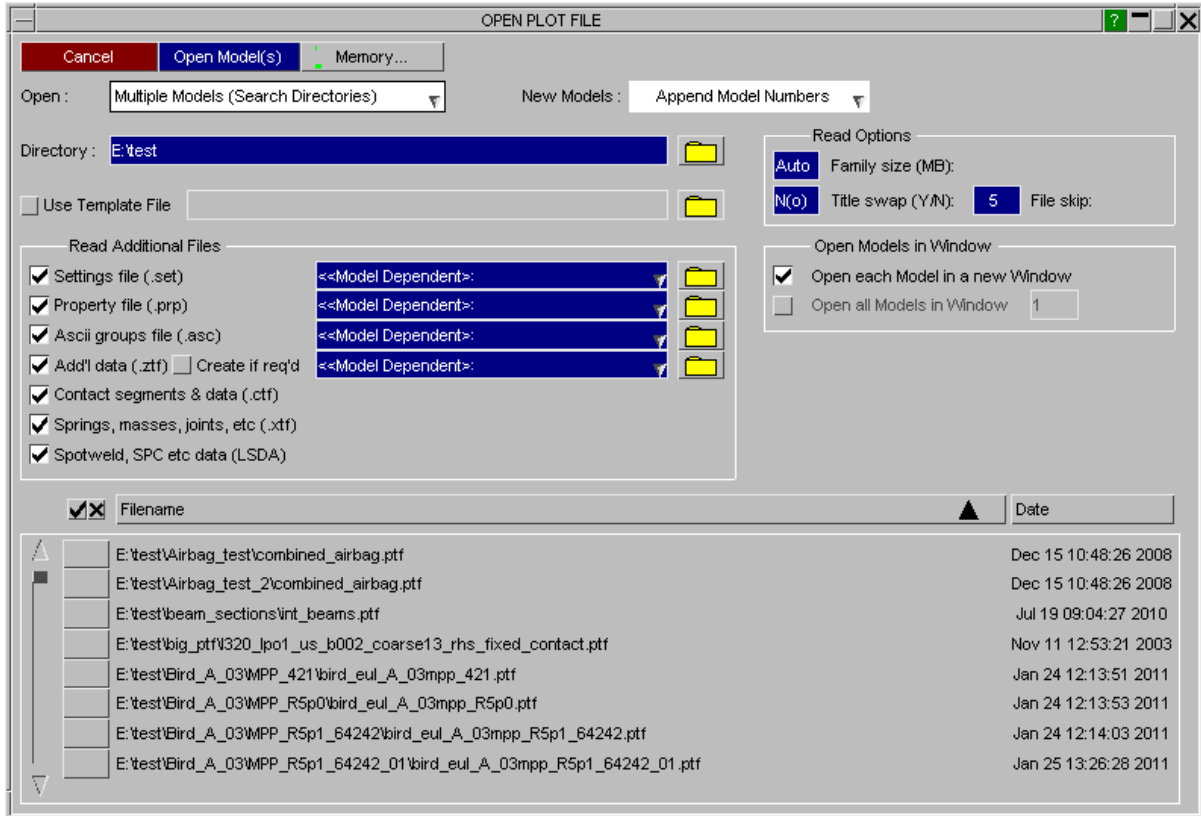 OPEN PLOT FILE
?
Cancel Open Model(s) Memory...
Open : Multiple Models (Search Directories) New Models : Append Model Numbers
Directory : E:\test
Use Template File
Read Options
Auto Family size (MB):
N(o) Title swap (Y/N): 5 File skip:
Read Additional Files
Settings file (.set) <<Model Dependent>:
Property file (.prp) <<Model Dependent>:
Ascii groups file (.asc) <<Model Dependent>:
Add'l data (.ztf) Create if req'd <<Model Dependent>:
Contact segments & data (.ctf)
Springs, masses, joints, etc (.xtf)
Spotweld, SPC etc data (LSDA)
Open Models in Window
Open each Model in a new Window
Open all Models in Window 1
Filename Date
E:\test\Airbag_test\combined_airbag.ptf Dec 15 10:48:26 2008
E:\test\Airbag_test_2\combined_airbag.ptf Dec 15 10:48:26 2008
E:\test\beam_sections\int_beams.ptf Jul 19 09:04:27 2010
E:\test\big_ptf\l320_lpo1_us_b002_coarse13_rhs_fixed_contact.ptf Nov 11 12:53:21 2003
E:\test\Bird_A_03\MPP_421\bird_eul_A_03mpp_421.ptf Jan 24 12:13:51 2011
E:\test\Bird_A_03\MPP_R5p0\bird_eul_A_03mpp_R5p0.ptf Jan 24 12:13:53 2011
E:\test\Bird_A_03\MPP_R5p1_64242\bird_eul_A_03mpp_R5p1_64242.ptf Jan 24 12:14:03 2011
E:\test\Bird_A_03\MPP_R5p1_64242_01\bird_eul_A_03mpp_R5p1_64242_01.ptf Jan 25 13:26:28 2011